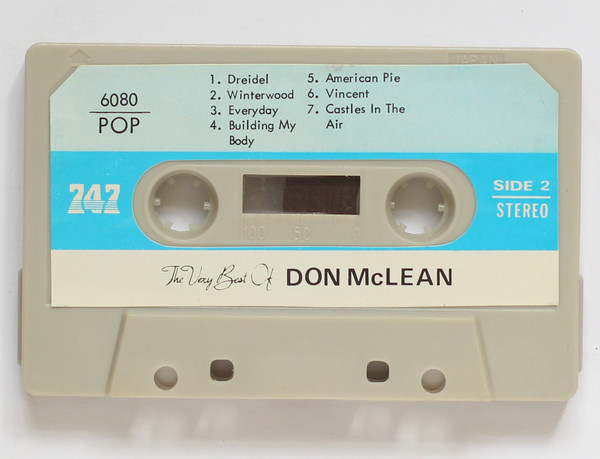 6080
POP
1. Dreidel
2. Winterwood
3. Everyday
4. Building My
Body
5. American Pie
6. Vincent
7. Castles In The
Air
747
SIDE 2
STEREO
100 50 0
The Very Best Of DON McLEAN